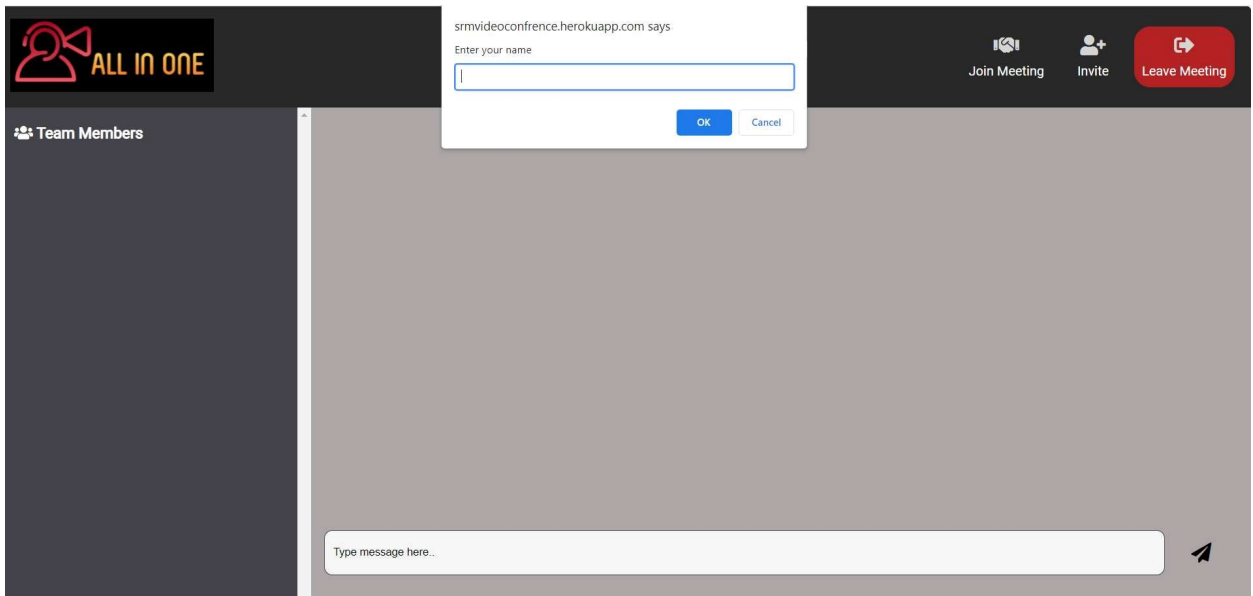 ALL IN ONE
srmvideoconfrence.herokuapp.com says
Enter your name
OK
Cancel
Join Meeting
Invite
Leave Meeting
Team Members
Type message here..